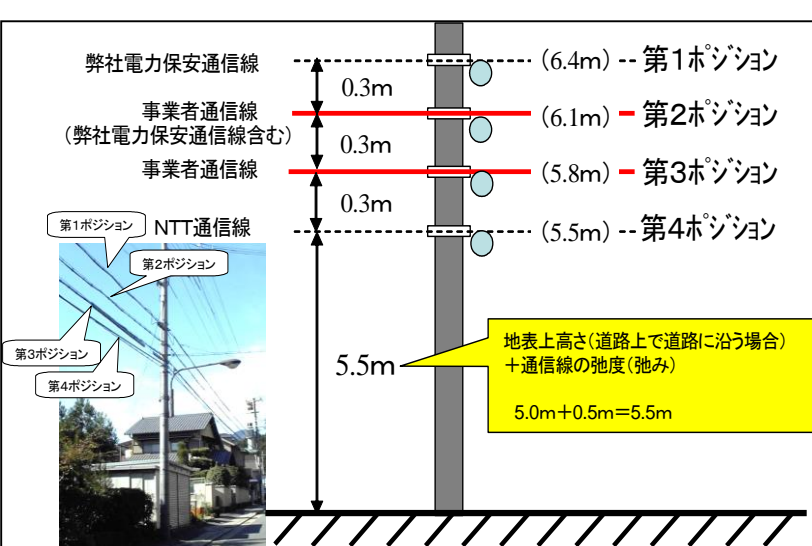 弊社電力保安通信線
(6.4m)
第1ﾎﾟｼﾞｼｮﾝ
0.3m
事業者通信線
(弊社電力保安通信線含む)
(6.1m)
第2ﾎﾟｼﾞｼｮﾝ
0.3m
事業者通信線
(5.8m)
第3ﾎﾟｼﾞｼｮﾝ
0.3m
NTT通信線
(5.5m)
第4ﾎﾟｼﾞｼｮﾝ
第1ポジション
第2ポジション
第3ポジション
第4ポジション
5.5m
地表上高さ(道路上で道路に沿う場合)
+通信線の弛度(弛み)
5.0m+0.5m=5.5m